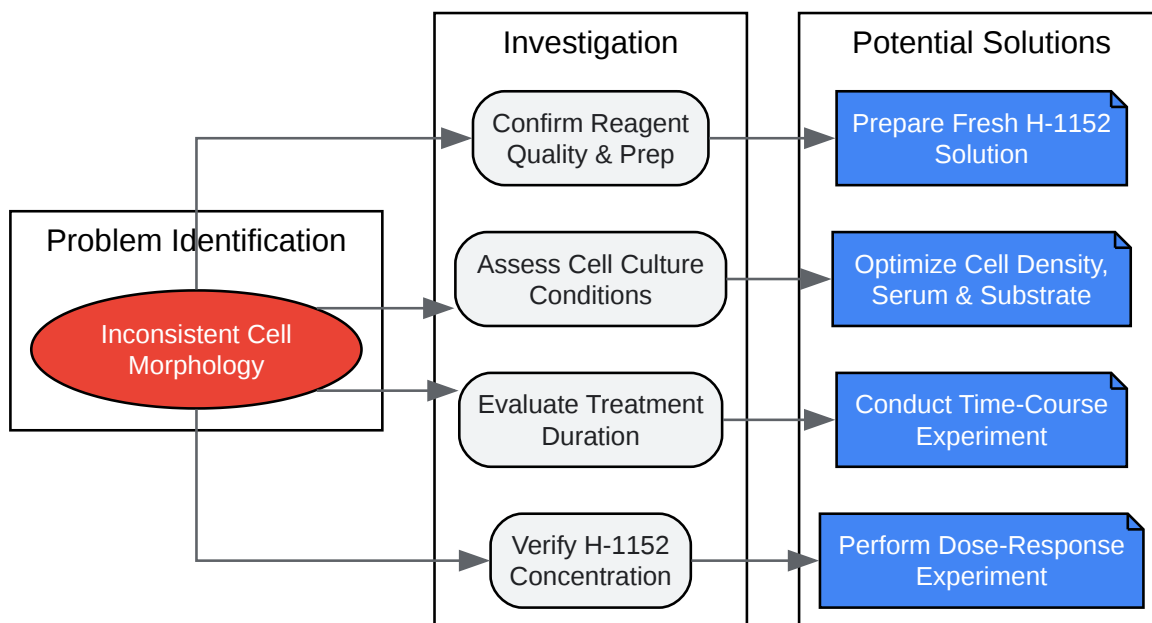 Investigation
Potential Solutions
Confirm Reagent
Quality & Prep
Prepare Fresh H-1152
Solution
Problem Identification
Inconsistent Cell
Morphology
Assess Cell Culture
Conditions
Optimize Cell Density,
Serum & Substrate
Evaluate Treatment
Duration
Conduct Time-Course
Experiment
Verify H-1152
Concentration
Perform Dose-Response
Experiment